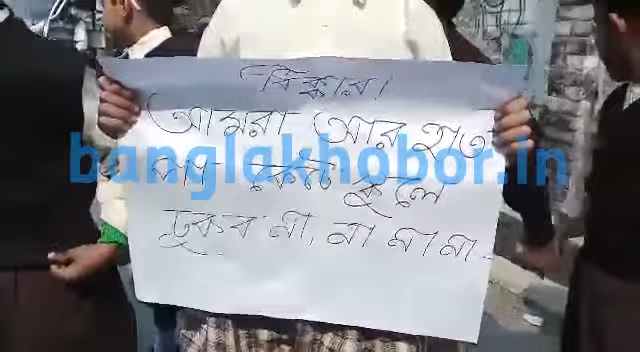 ধিক্কার।
আমরা আর হাত
কেটে স্কুলে
ঢুকব না, না না না..
banglakhobor.in